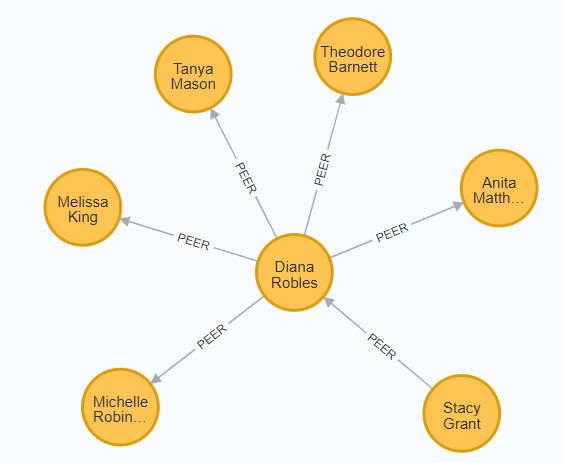 Theodore
Barnett
Tanya
Mason
PEER
PEER
Anita
Matth...
Melissa
King
PEER
PEER
Diana
Robles
PEER
PEER
Michelle
Robin...
Stacy
Grant